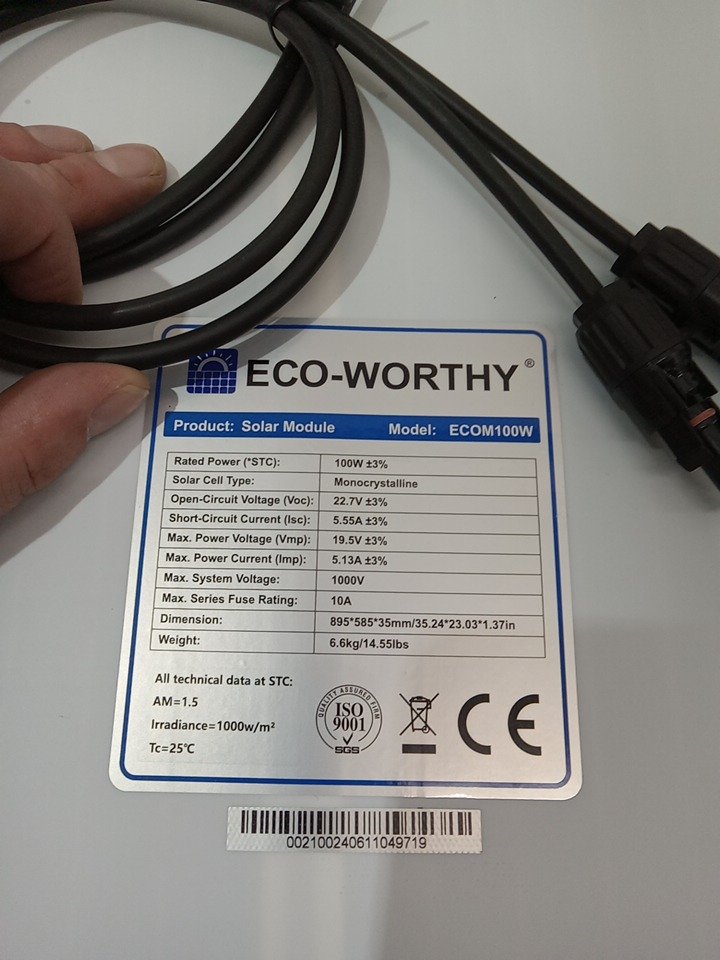 ECO-WORTHY®
Product: Solar Module Model: ECOM100W
Rated Power (*STC): 100W ±3%
Solar Cell Type: Monocrystalline
Open-Circuit Voltage (Voc): 22.7V ±3%
Short-Circuit Current (Isc): 5.55A ±3%
Max. Power Voltage (Vmp): 19.5V ±3%
Max. Power Current (Imp): 5.13A ±3%
Max. System Voltage: 1000V
Max. Series Fuse Rating: 10A
Dimension: 895*585*35mm/35.24*23.03*1.37in
Weight: 6.6kg/14.55lbs
All technical data at STC:
AM=1.5
Irradiance=1000w/m²
Tc=25℃
QUALITY ASSURED FIRM
ISO
9001
SGS
CE
002100240611049719